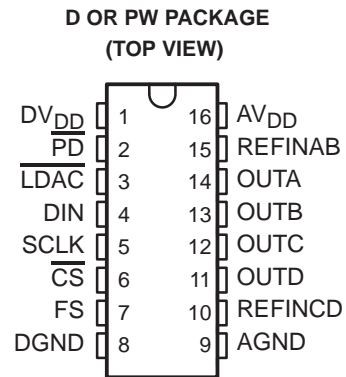 D OR PW PACKAGE
(TOP VIEW)
DVDD 1 16 AVDD
PD 2 15 REFINAB
LDAC 3 14 OUTA
DIN 4 13 OUTB
SCLK 5 12 OUTC
CS 6 11 OUTD
FS 7 10 REFINCD
DGND 8 9 AGND